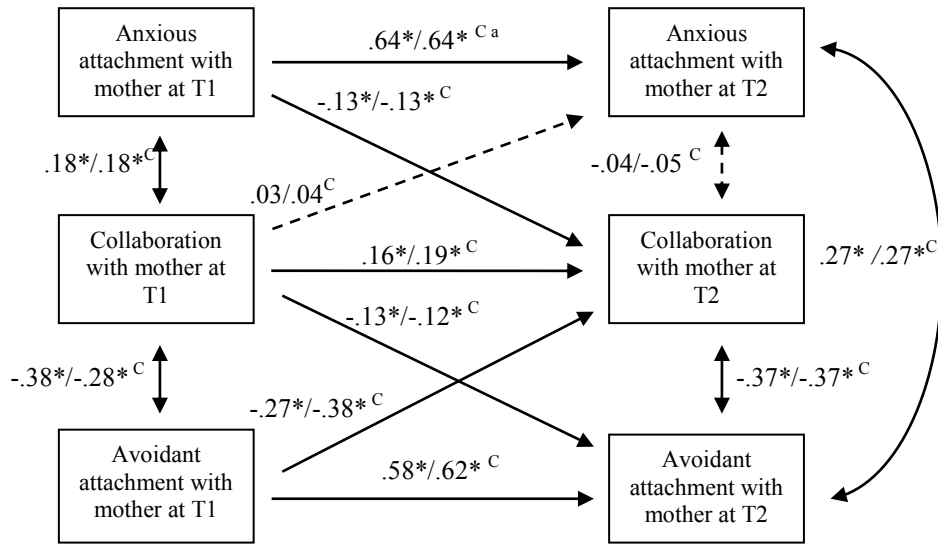 Anxious
attachment with
mother at T1
.64*/.64* C a
Anxious
attachment with
mother at T2
-.13*/-.13* C
.18*/.18*C
.03/.04C
-.04/-.05 C
Collaboration
with mother at
T1
.16*/.19* C
Collaboration
with mother at
T2
.27* /.27*C
-.13*/-.12* C
-.38*/-.28* C
-.27*/-.38* C
-.37*/-.37* C
Avoidant
attachment with
mother at T1
.58*/.62* C
Avoidant
attachment with
mother at T2